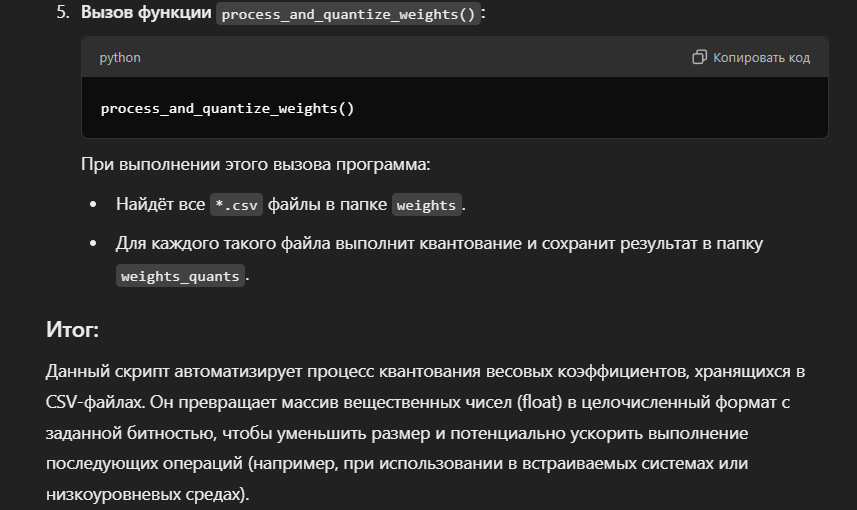 5. Вызов функции process_and_quantize_weights():
python
Копировать код
process_and_quantize_weights()
При выполнении этого вызова программа:
• Найдёт все *.csv файлы в папке weights.
• Для каждого такого файла выполнит квантование и сохранит результат в папку
weights_quants.
Итог:
Данный скрипт автоматизирует процесс квантования весовых коэффициентов, хранящихся в
CSV-файлах. Он превращает массив вещественных чисел (float) в целочисленный формат с
заданной битностью, чтобы уменьшить размер и потенциально ускорить выполнение
последующих операций (например, при использовании в встраиваемых системах или
низкоуровневых средах).